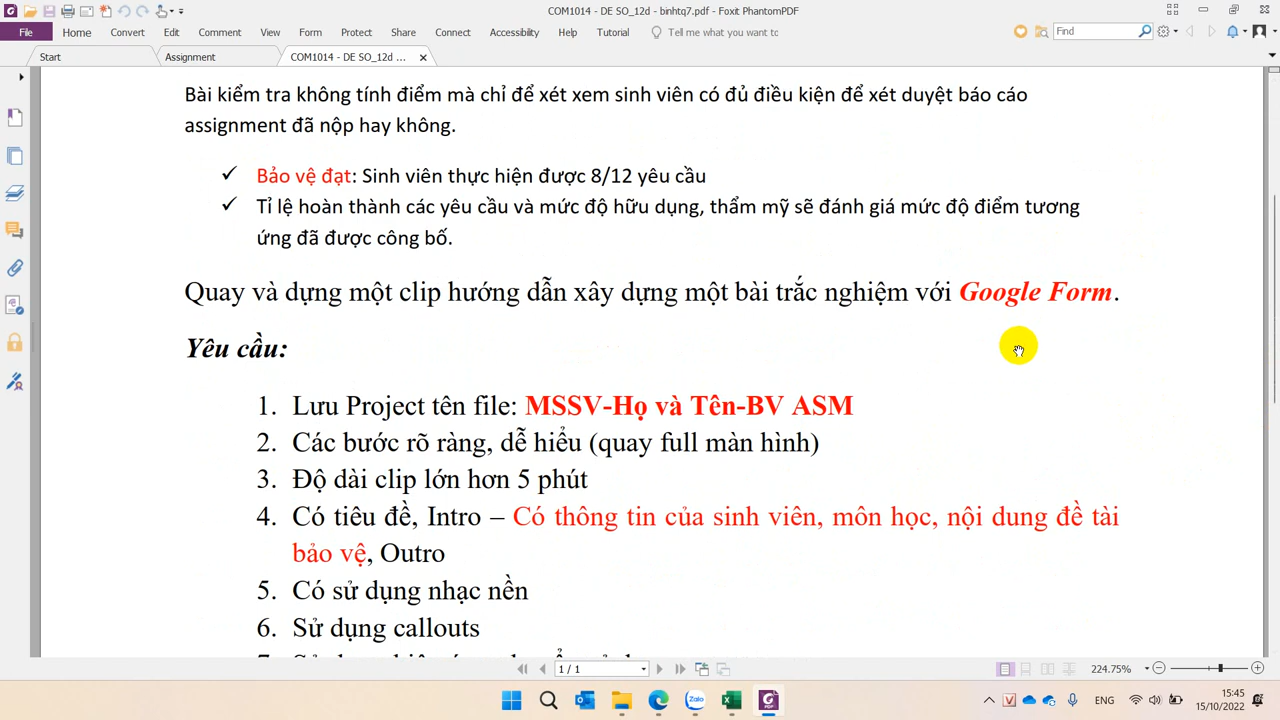 COM1014 - DE SO_12d - binhtq7.pdf - Foxit PhantomPDF
File Home Convert Edit Comment View Form Protect Share Connect Accessibility Help Tutorial Tell me what you want to Find
Start Assignment COM1014 - DE SO_12d ...
Bài kiểm tra không tính điểm mà chỉ để xét xem sinh viên có đủ điều kiện để xét duyệt báo cáo
assignment đã nộp hay không.
Bảo vệ đạt: Sinh viên thực hiện được 8/12 yêu cầu
Tỉ lệ hoàn thành các yêu cầu và mức độ hữu dụng, thẩm mỹ sẽ đánh giá mức độ điểm tương
ứng đã được công bố.
Quay và dựng một clip hướng dẫn xây dựng một bài trắc nghiệm với Google Form.
Yêu cầu:
1. Lưu Project tên file: MSSV-Họ và Tên-BV ASM
2. Các bước rõ ràng, dễ hiểu (quay full màn hình)
3. Độ dài clip lớn hơn 5 phút
4. Có tiêu đề, Intro – Có thông tin của sinh viên, môn học, nội dung đề tài
bảo vệ, Outro
5. Có sử dụng nhạc nền
6. Sử dụng callouts
1 / 1 224.75%
Zalo ENG 15:45
15/10/2022